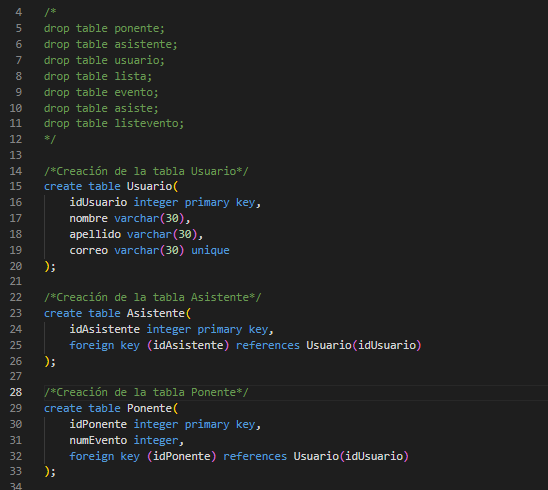 4 /*
5 drop table ponente;
6 drop table asistente;
7 drop table usuario;
8 drop table lista;
9 drop table evento;
10 drop table asiste;
11 drop table listevento;
12 */
13
14 /*Creación de la tabla Usuario*/
15 create table Usuario(
16 idUsuario integer primary key,
17 nombre varchar(30),
18 apellido varchar(30),
19 correo varchar(30) unique
20 );
21
22 /*Creación de la tabla Asistente*/
23 create table Asistente(
24 idAsistente integer primary key,
25 foreign key (idAsistente) references Usuario(idUsuario)
26 );
27
28 /*Creación de la tabla Ponente*/
29 create table Ponente(
30 idPonente integer primary key,
31 numEvento integer,
32 foreign key (idPonente) references Usuario(idUsuario)
33 );
34